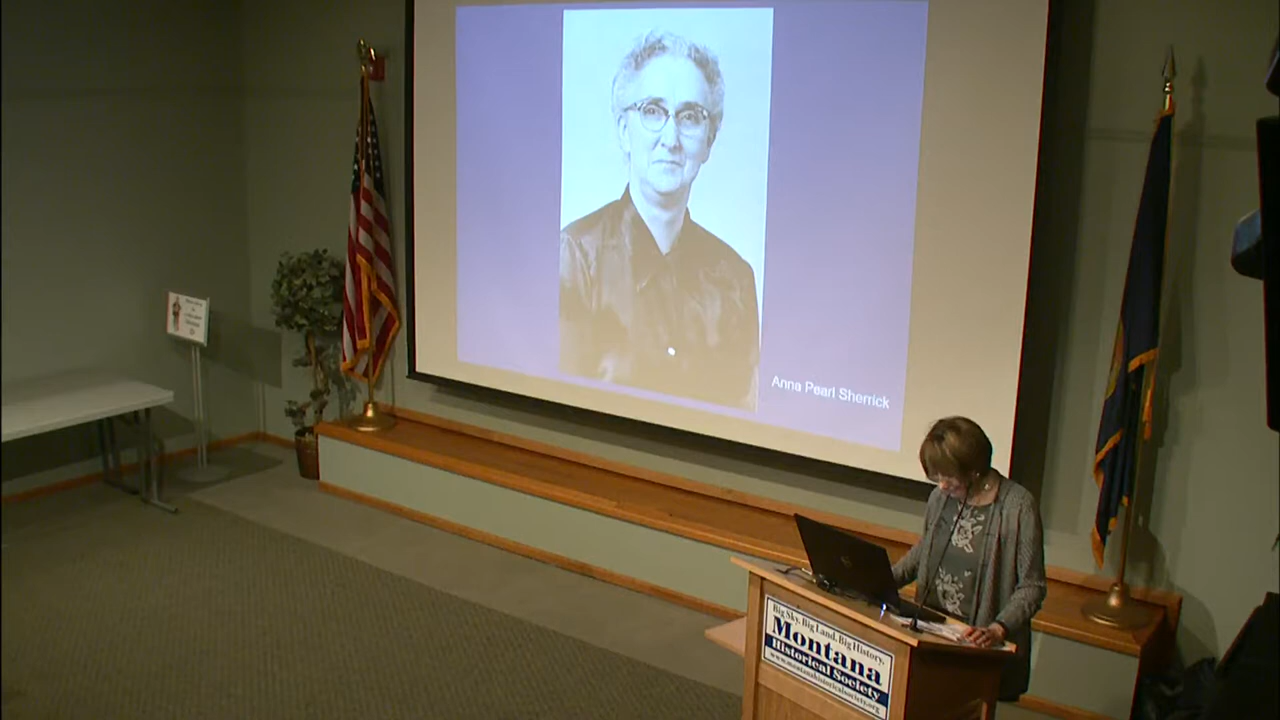 Anna Pearl Sherrick
Big Sky. Big Land. Big History.
Montana
Historical Society
www.montanahistoricalsociety.org